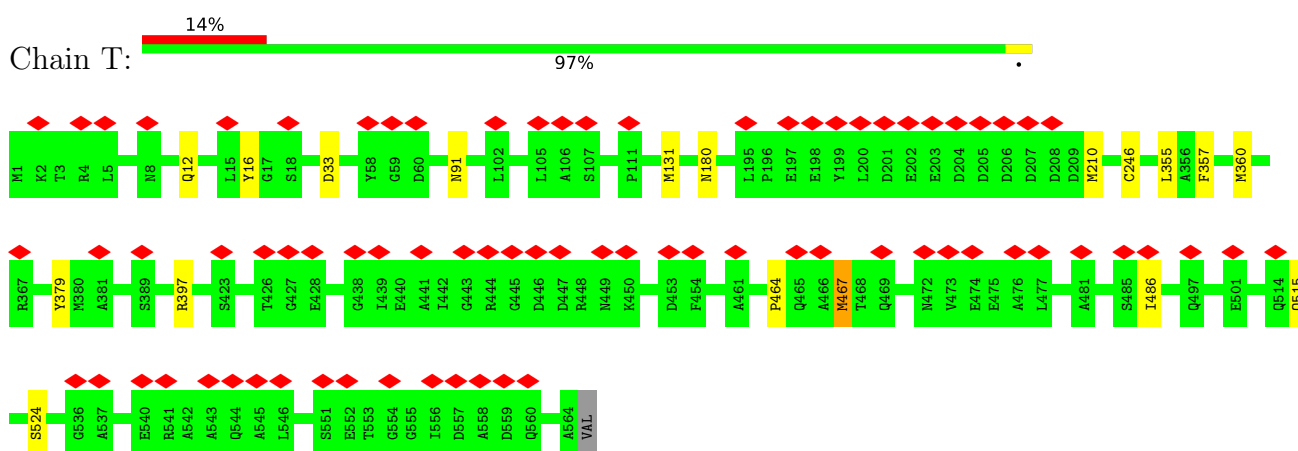 14%
Chain T:
97%
•
M1 K2 T3 R4 L5 N8 Q12 L15 Y16 G17 S18 D33 Y58 G59 D60 N91 L102 L105 A106 S107 P111 M131 N180 L195 P196 E197 E198 Y199 L200 D201 E202 E203 D204 D205 D206 D207 D208 D209 M210 C246 L355 A356 F357 M360
R367 Y379 M380 A381 S389 R397 S423 T426 G427 E428 G438 I439 E440 A441 I442 G443 R444 G445 D446 D447 R448 N449 K450 D453 F454 A461 P464 Q465 A466 M467 T468 Q469 N472 V473 E474 E475 A476 L477 A481 S485 I486 Q497 E501 Q514
S524 G536 A537 E540 R541 A542 A543 Q544 A545 L546 S551 E552 T553 G554 G555 I556 D557 A558 D559 Q560 A564 VAL